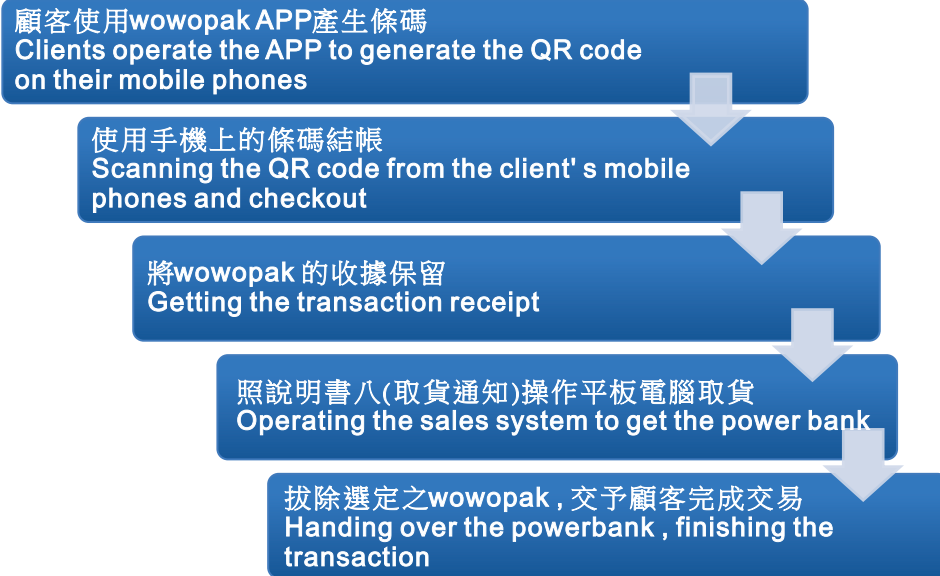 顧客使用wowopak APP產生條碼
Clients operate the APP to generate the QR code
on their mobile phones
使用手機上的條碼結帳
Scanning the QR code from the client' s mobile
phones and checkout
將wowopak 的收據保留
Getting the transaction receipt
照說明書八(取貨通知)操作平板電腦取貨
Operating the sales system to get the power bank
拔除選定之wowopak , 交予顧客完成交易
Handing over the powerbank , finishing the
transaction